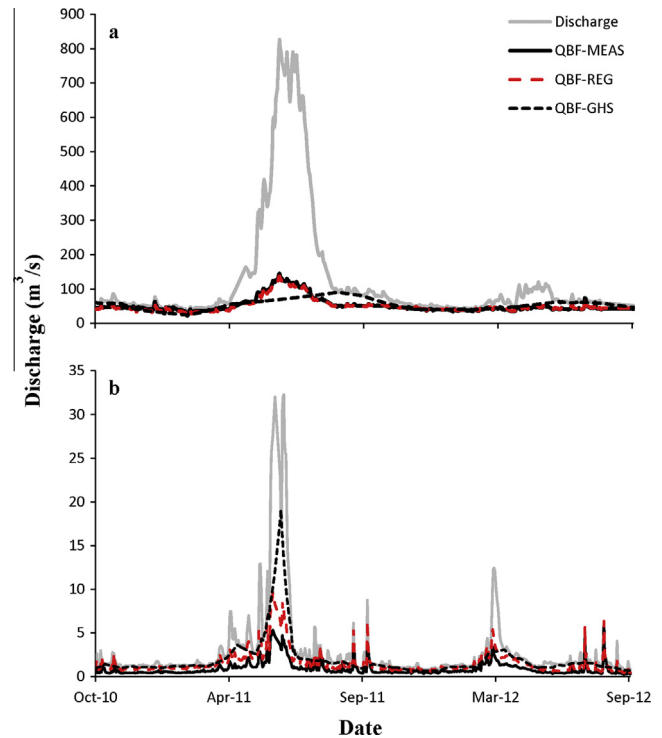 900
800
700
600
500
400
300
200
100
0
a
Discharge
QBF-MEAS
QBF-REG
QBF-GHS
Discharge (m³/s)
35
30
25
20
15
10
5
0
b
Oct-10
Apr-11
Sep-11
Mar-12
Sep-12
Date